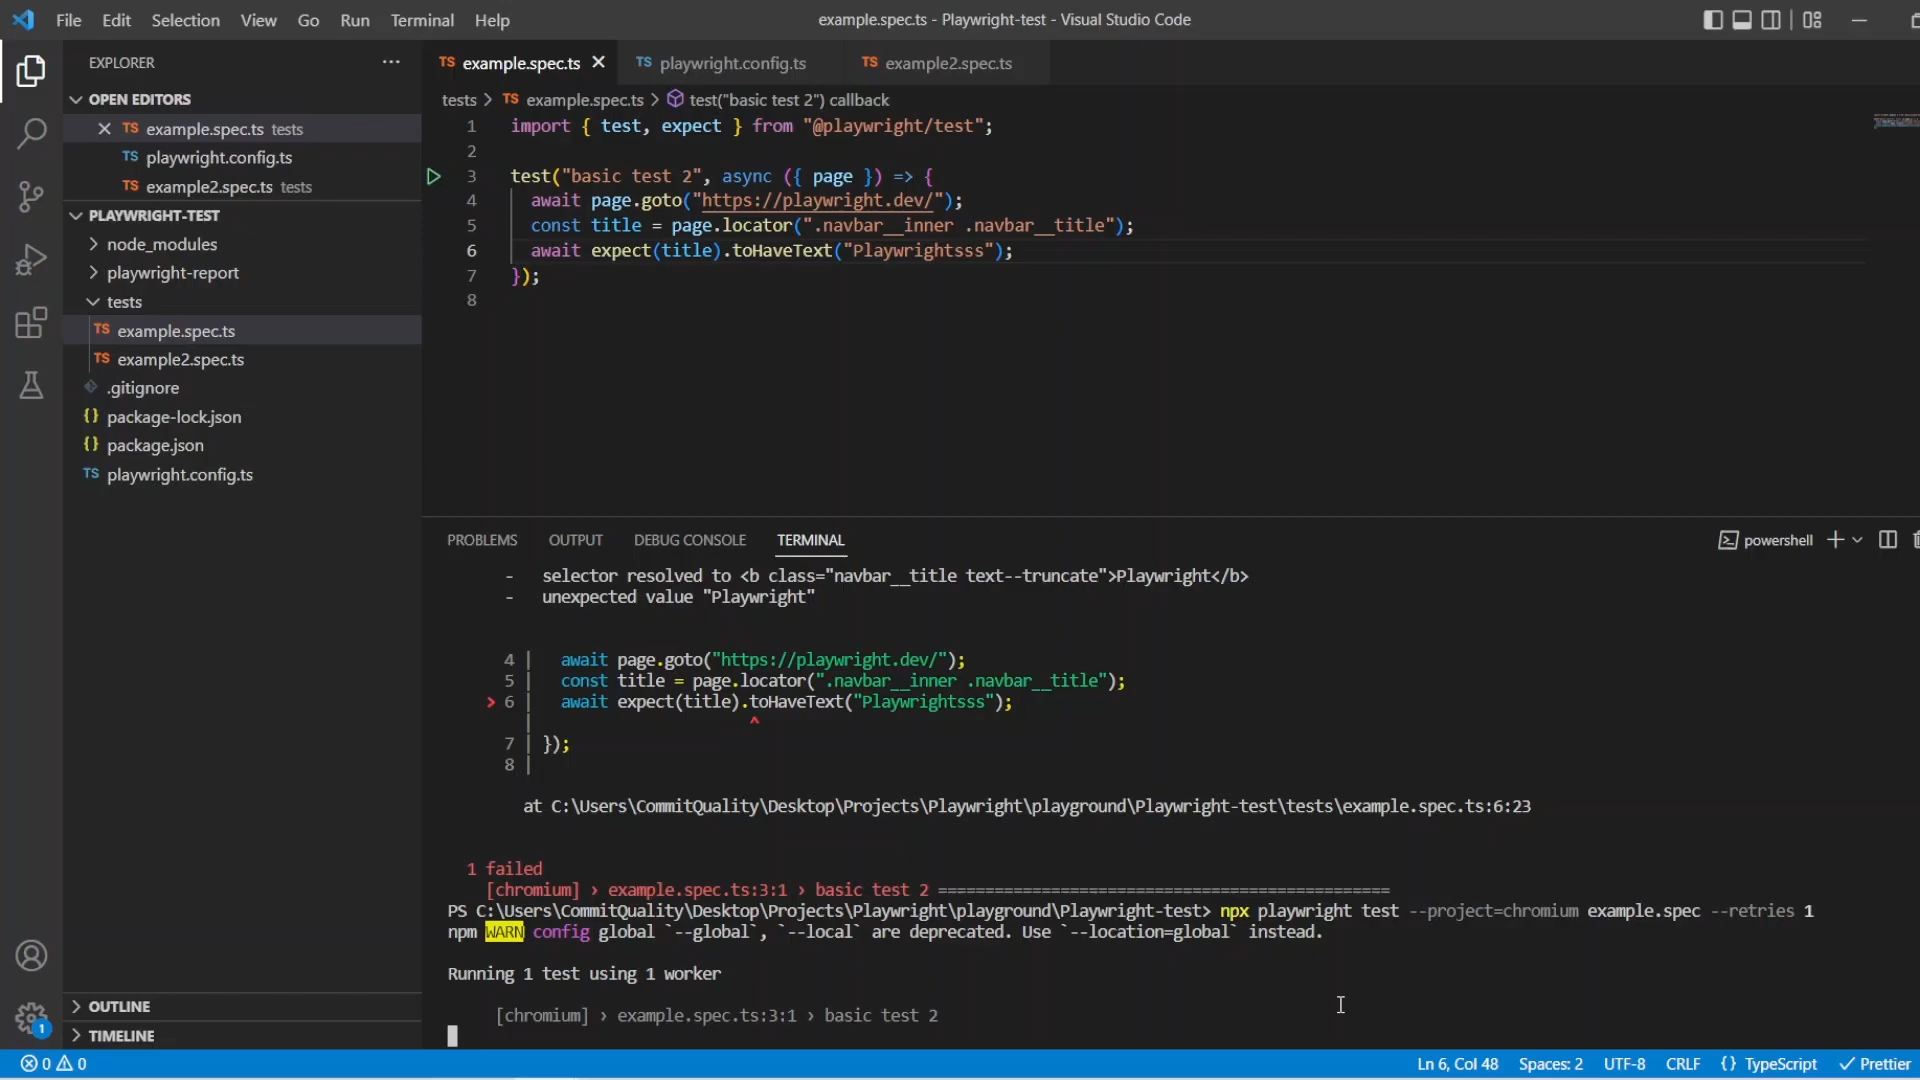 File Edit Selection View Go Run Terminal Help
example.spec.ts - Playwright-test - Visual Studio Code
EXPLORER
OPEN EDITORS
TS example.spec.ts tests
TS playwright.config.ts
TS example2.spec.ts tests
PLAYWRIGHT-TEST
node_modules
playwright-report
tests
TS example.spec.ts
TS example2.spec.ts
.gitignore
{} package-lock.json
{} package.json
TS playwright.config.ts
OUTLINE
TIMELINE
1
TS example.spec.ts TS playwright.config.ts TS example2.spec.ts
tests > TS example.spec.ts > test("basic test 2") callback
1 import { test, expect } from "@playwright/test";
2
3 test("basic test 2", async ({ page }) => {
4 await page.goto("https://playwright.dev/");
5 const title = page.locator(".navbar__inner .navbar__title");
6 await expect(title).toHaveText("Playwrightsss");
7 });
8
PROBLEMS OUTPUT DEBUG CONSOLE TERMINAL
powershell
- selector resolved to <b class="navbar__title text--truncate">Playwright</b>
- unexpected value "Playwright"
4 | await page.goto("https://playwright.dev/");
5 | const title = page.locator(".navbar__inner .navbar__title");
> 6 | await expect(title).toHaveText("Playwrightsss");
| ^
7 | });
8 |
at C:\Users\CommitQuality\Desktop\Projects\Playwright\playground\Playwright-test\tests\example.spec.ts:6:23
1 failed
[chromium] › example.spec.ts:3:1 › basic test 2 ================================================
PS C:\Users\CommitQuality\Desktop\Projects\Playwright\playground\Playwright-test> npx playwright test --project=chromium example.spec --retries 1
npm WARN config global `--global`, `--local` are deprecated. Use `--location=global` instead.
Running 1 test using 1 worker
[chromium] › example.spec.ts:3:1 › basic test 2
0 0
Ln 6, Col 48 Spaces: 2 UTF-8 CRLF {} TypeScript Prettier